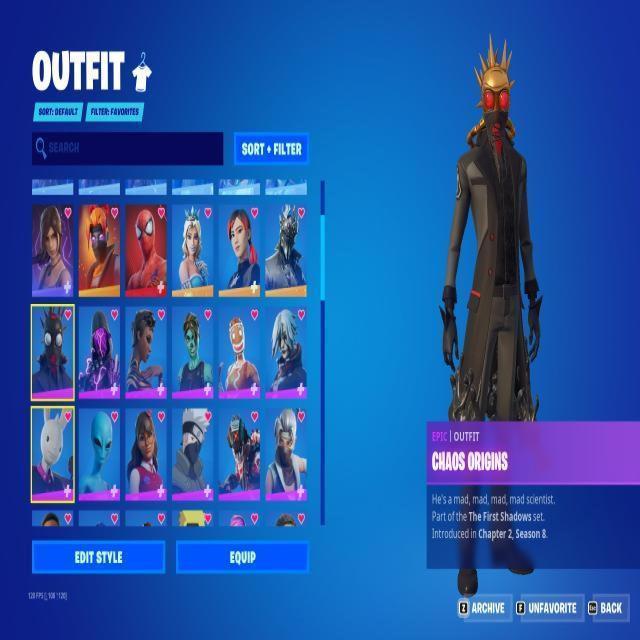 OUTFIT
SORT: DEFAULT FILTER: FAVORITES
SEARCH
SORT + FILTER
EPIC | OUTFIT
CHAOS ORIGINS
He's a mad, mad, mad, mad scientist.
Part of the The First Shadows set.
Introduced in Chapter 2, Season 8.
EDIT STYLE EQUIP
Z ARCHIVE F UNFAVORITE Esc BACK